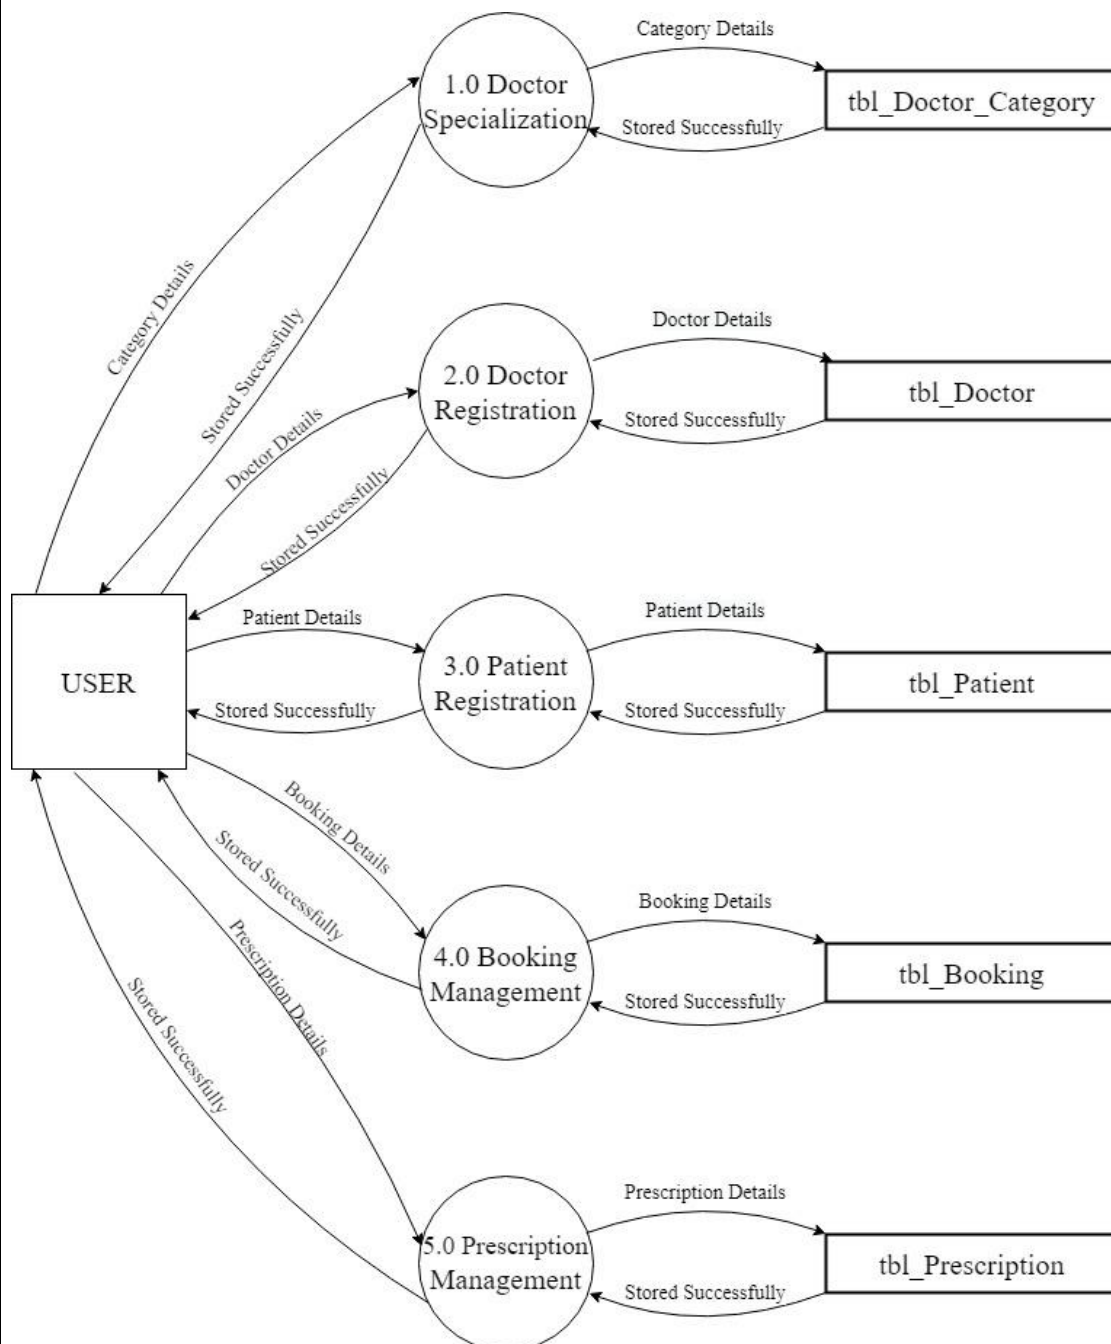 Category Details
1.0 Doctor
Specialization
tbl_Doctor_Category
Stored Successfully
Category Details
Stored Successfully
Doctor Details
2.0 Doctor
Registration
tbl_Doctor
Stored Successfully
Doctor Details
Stored Successfully
Patient Details
Patient Details
USER
3.0 Patient
Registration
tbl_Patient
Stored Successfully
Stored Successfully
Booking Details
Stored Successfully
Booking Details
4.0 Booking
Management
tbl_Booking
Stored Successfully
Prescription Details
Stored Successfully
Prescription Details
5.0 Prescription
Management
tbl_Prescription
Stored Successfully